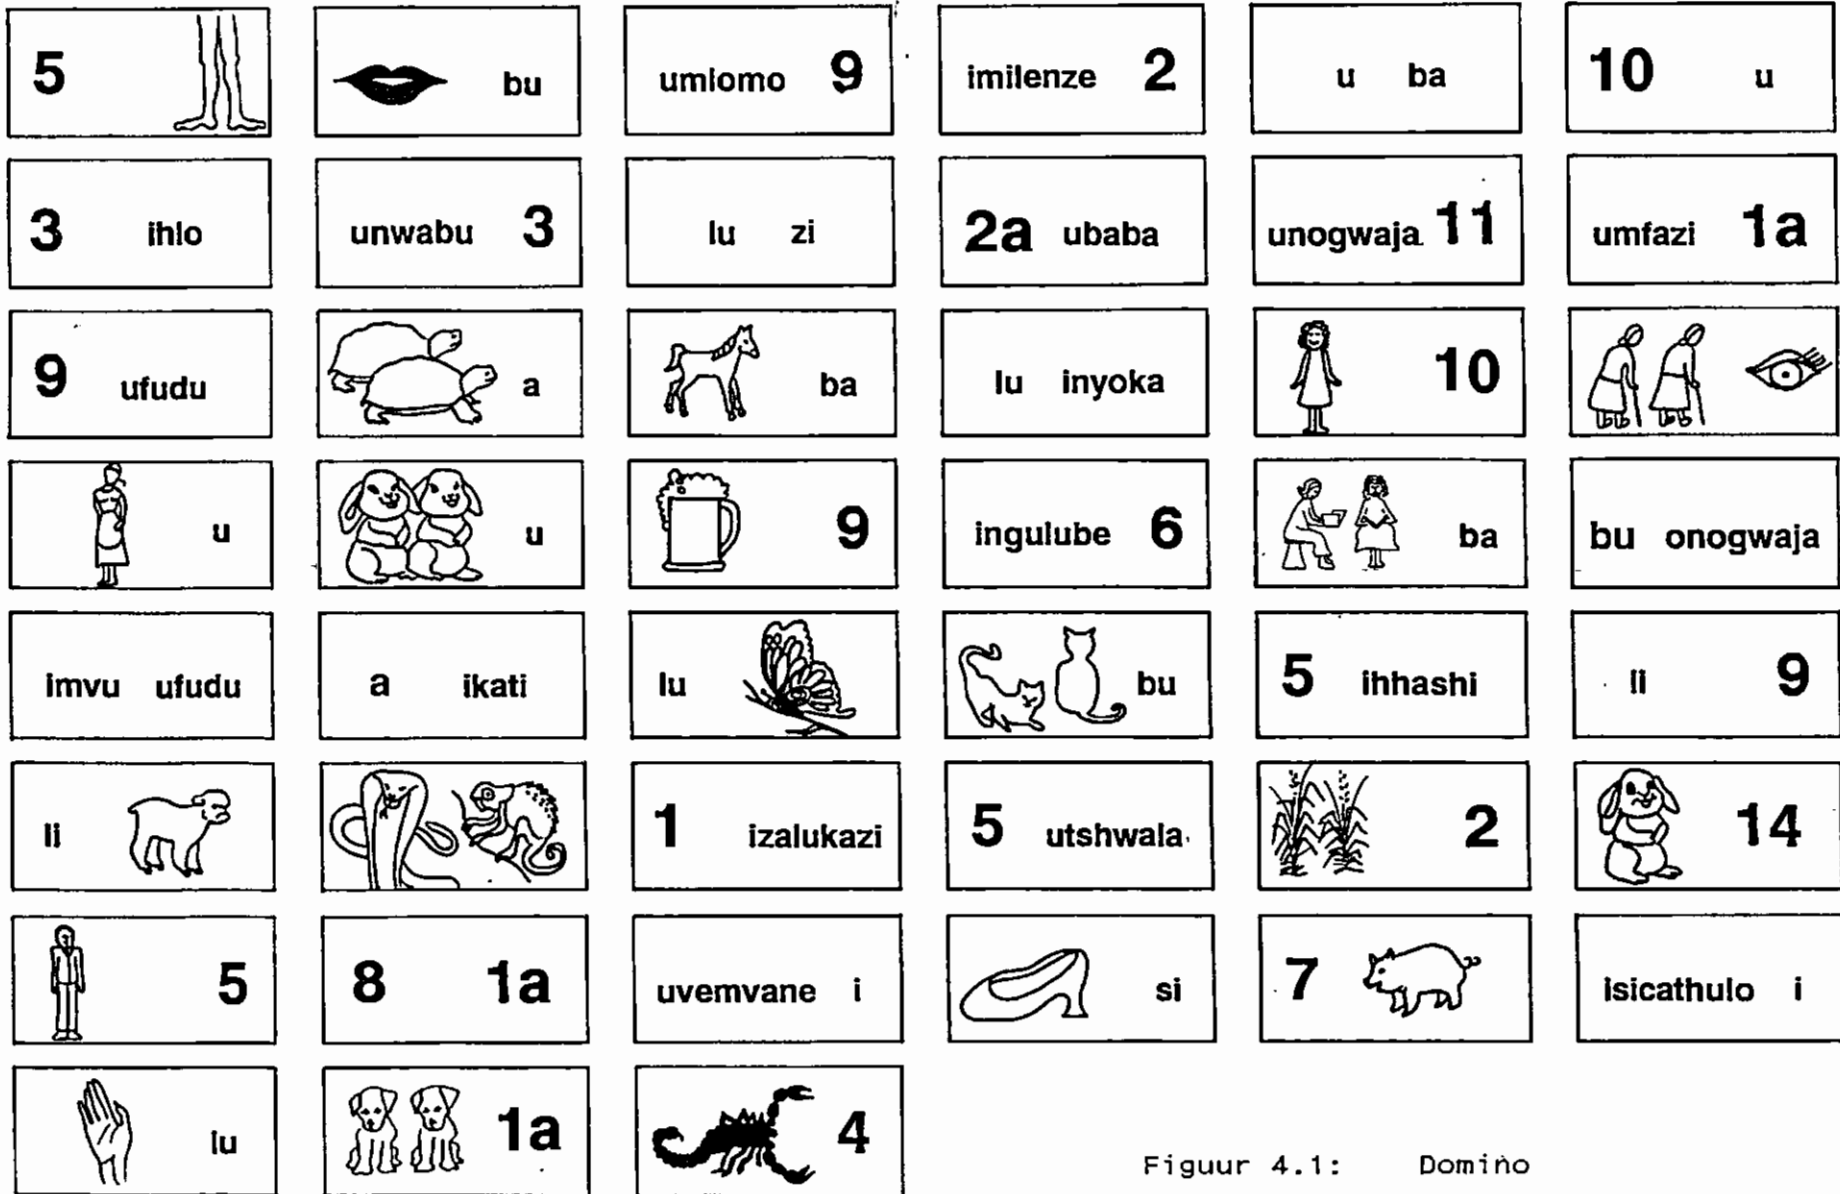 5
bu
umlomo 9
imilenze 2
u ba
10 u
3 ihlo
unwabu 3
lu zi
2a ubaba
unogwaja 11
umfazi 1a
9 ufudu
a
ba
lu inyoka
10
u
u
9
ingulube 6
ba
bu onogwaja
imvu ufudu
a ikati
lu
bu
5 ihhashi
li 9
li
1 izalukazi
5 utshwala
2
14
5
8 1a
uvemvane i
si
7
isicathulo i
lu
1a
4
Figuur 4.1: Domino